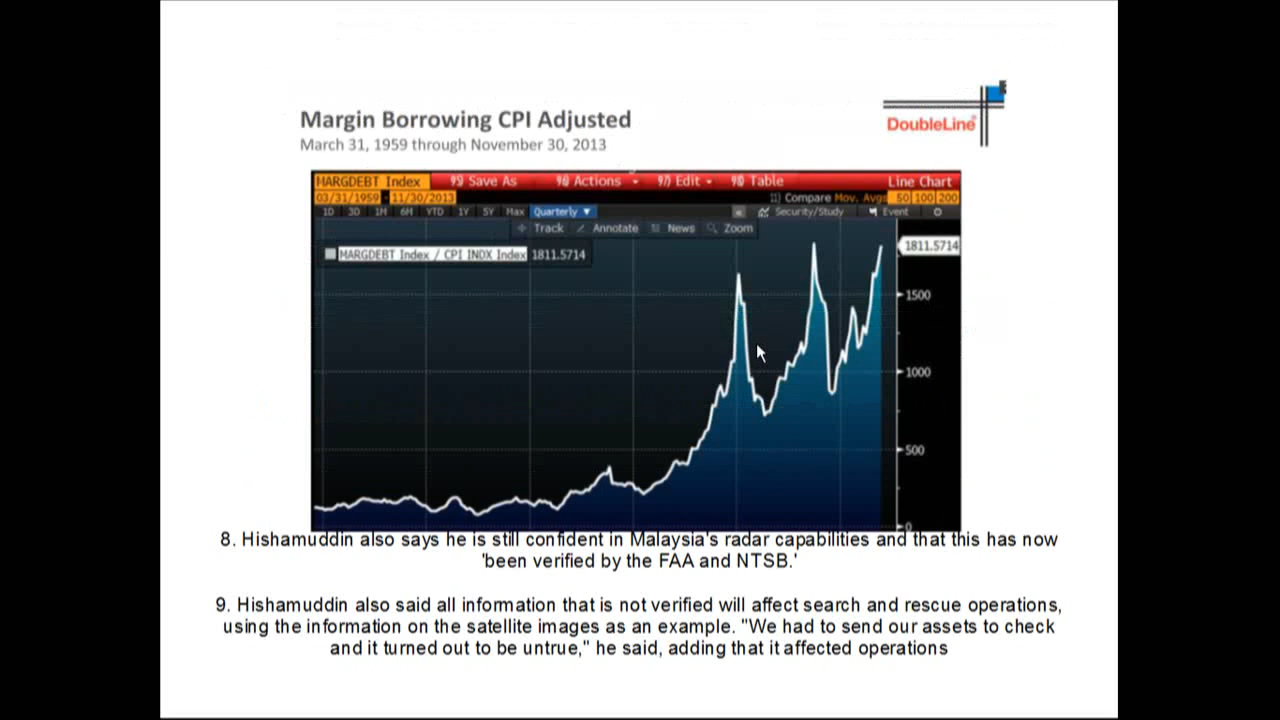 Margin Borrowing CPI Adjusted
March 31, 1959 through November 30, 2013
DoubleLine®
MARGDEBT Index 99 Save As 98 Actions 97 Edit 90 Table Line Chart
03/31/1959 - 11/30/2013 Compare Mov. Avgs 50 100 200
1D 3D 1M 6M YTD 1Y 5Y Max Quarterly ▼ « Security/Study Event
Track Annotate News Zoom
MARGDEBT Index / CPI INDX Index 1811.5714
1811.5714
1500
1000
500
0
8. Hishamuddin also says he is still confident in Malaysia's radar capabilities and that this has now
'been verified by the FAA and NTSB.'
9. Hishamuddin also said all information that is not verified will affect search and rescue operations,
using the information on the satellite images as an example. "We had to send our assets to check
and it turned out to be untrue," he said, adding that it affected operations